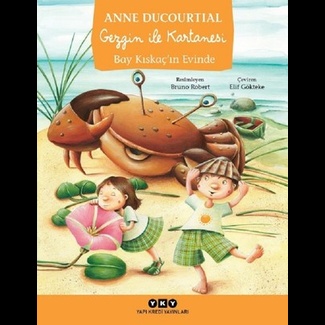 ANNE DUCOURTIAL
Gezgin ile Kartanesi
Bay Kıskaç'ın Evinde
Resimleyen
Bruno Robert
Çeviren
Elif Gökteke
YKY
YAPI KREDİ YAYINLARI